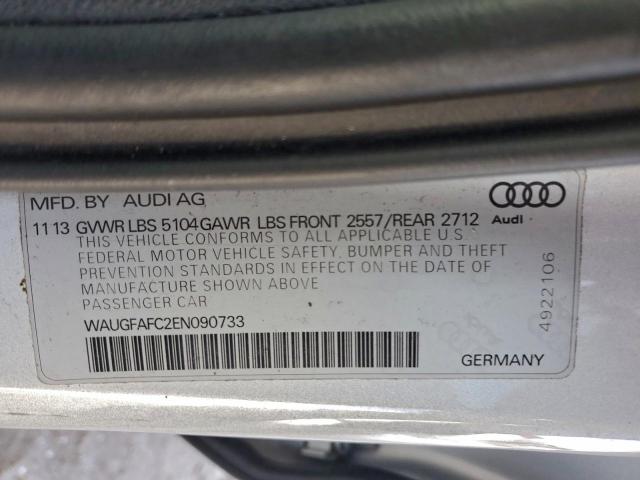 MFD. BY AUDI AG
11 13 GVWR LBS 5104 GAWR LBS FRONT 2557/REAR 2712
Audi
THIS VEHICLE CONFORMS TO ALL APPLICABLE U.S.
FEDERAL MOTOR VEHICLE SAFETY, BUMPER AND THEFT
PREVENTION STANDARDS IN EFFECT ON THE DATE OF
MANUFACTURE SHOWN ABOVE
PASSENGER CAR
WAUGFAFC2EN090733
GERMANY
4922106